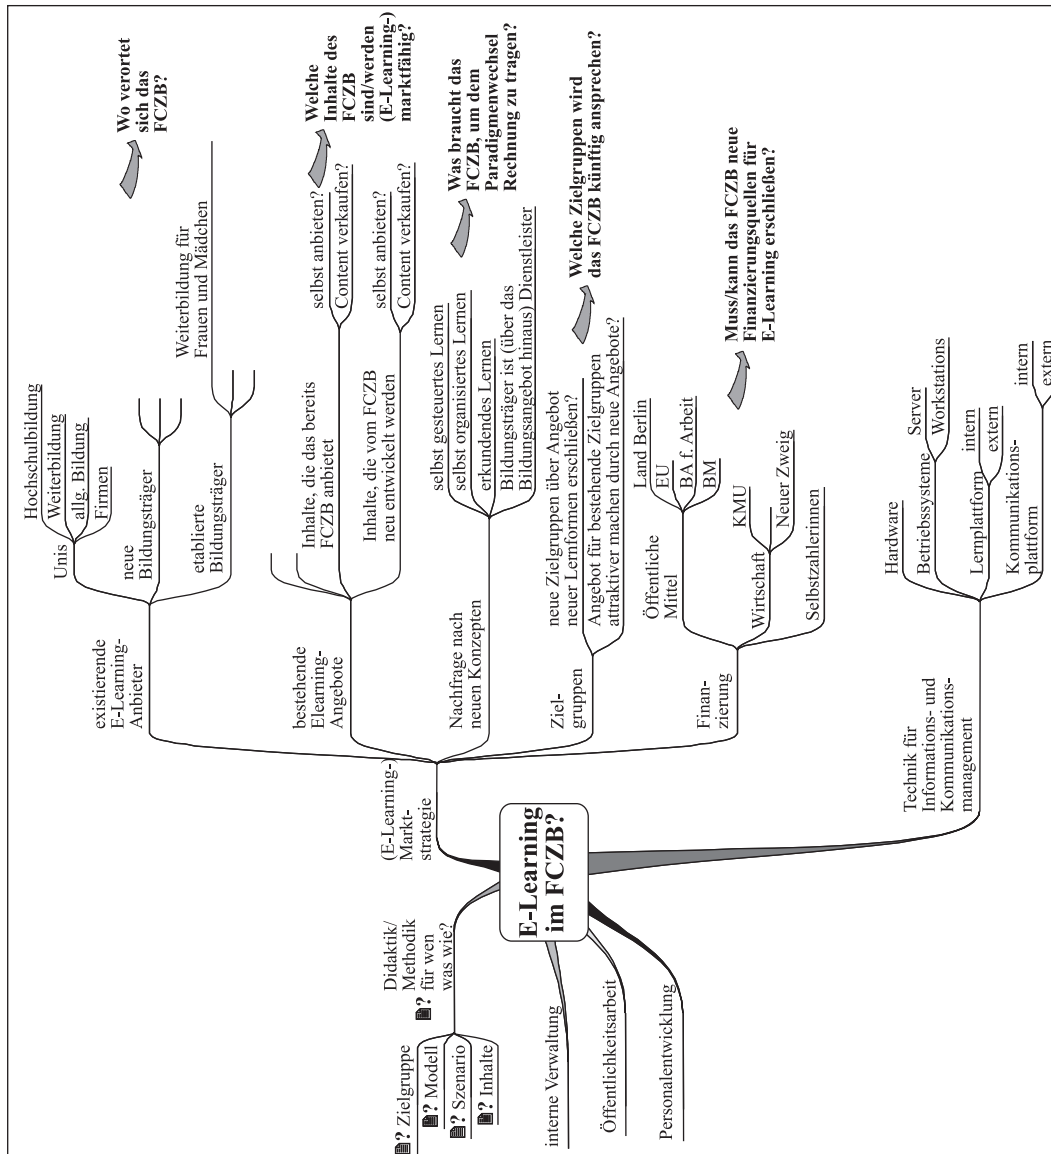 E-Learning
im FCZB?
(E-Learning-)
Markt-
strategie
existierende
E-Learning-
Anbieter
Unis
Hochschulbildung
Weiterbildung
allg. Bildung
Firmen
neue
Bildungsträger
etablierte
Bildungsträger
Weiterbildung für
Frauen und Mädchen
Wo verortet
sich das
FCZB?
bestehende
Elearning-
Angebote
Inhalte, die das bereits
FCZB anbietet
selbst anbieten?
Content verkaufen?
Inhalte, die vom FCZB
neu entwickelt werden
selbst anbieten?
Content verkaufen?
Welche
Inhalte des
FCZB
sind/werden
(E-Learning-)
marktfähig?
Nachfrage nach
neuen Konzepten
selbst gesteuertes Lernen
selbst organisiertes Lernen
erkundendes Lernen
Bildungsträger ist (über das
Bildungsangebot hinaus) Dienstleister
Was braucht das
FCZB, um dem
Paradigmenwechsel
Rechnung zu tragen?
Ziel-
gruppen
neue Zielgruppen über Angebot
neuer Lernformen erschließen?
Angebot für bestehende Zielgruppen
attraktiver machen durch neue Angebote?
Welche Zielgruppen wird
das FCZB künftig ansprechen?
Finan-
zierung
Öffentliche
Mittel
Land Berlin
EU
BA f. Arbeit
BM
Wirtschaft
KMU
Neuer Zweig
Selbstzahlerinnen
Muss/kann das FCZB neue
Finanzierungsquellen für
E-Learning erschließen?
Technik für
Informations- und
Kommunikations-
management
Hardware
Betriebssysteme
Server
Workstations
Lernplattform
intern
extern
Kommunikations-
plattform
intern
extern
Didaktik/
Methodik
? für wen
was wie?
? Zielgruppe
? Modell
? Szenario
? Inhalte
interne Verwaltung
Öffentlichkeitsarbeit
Personalentwicklung